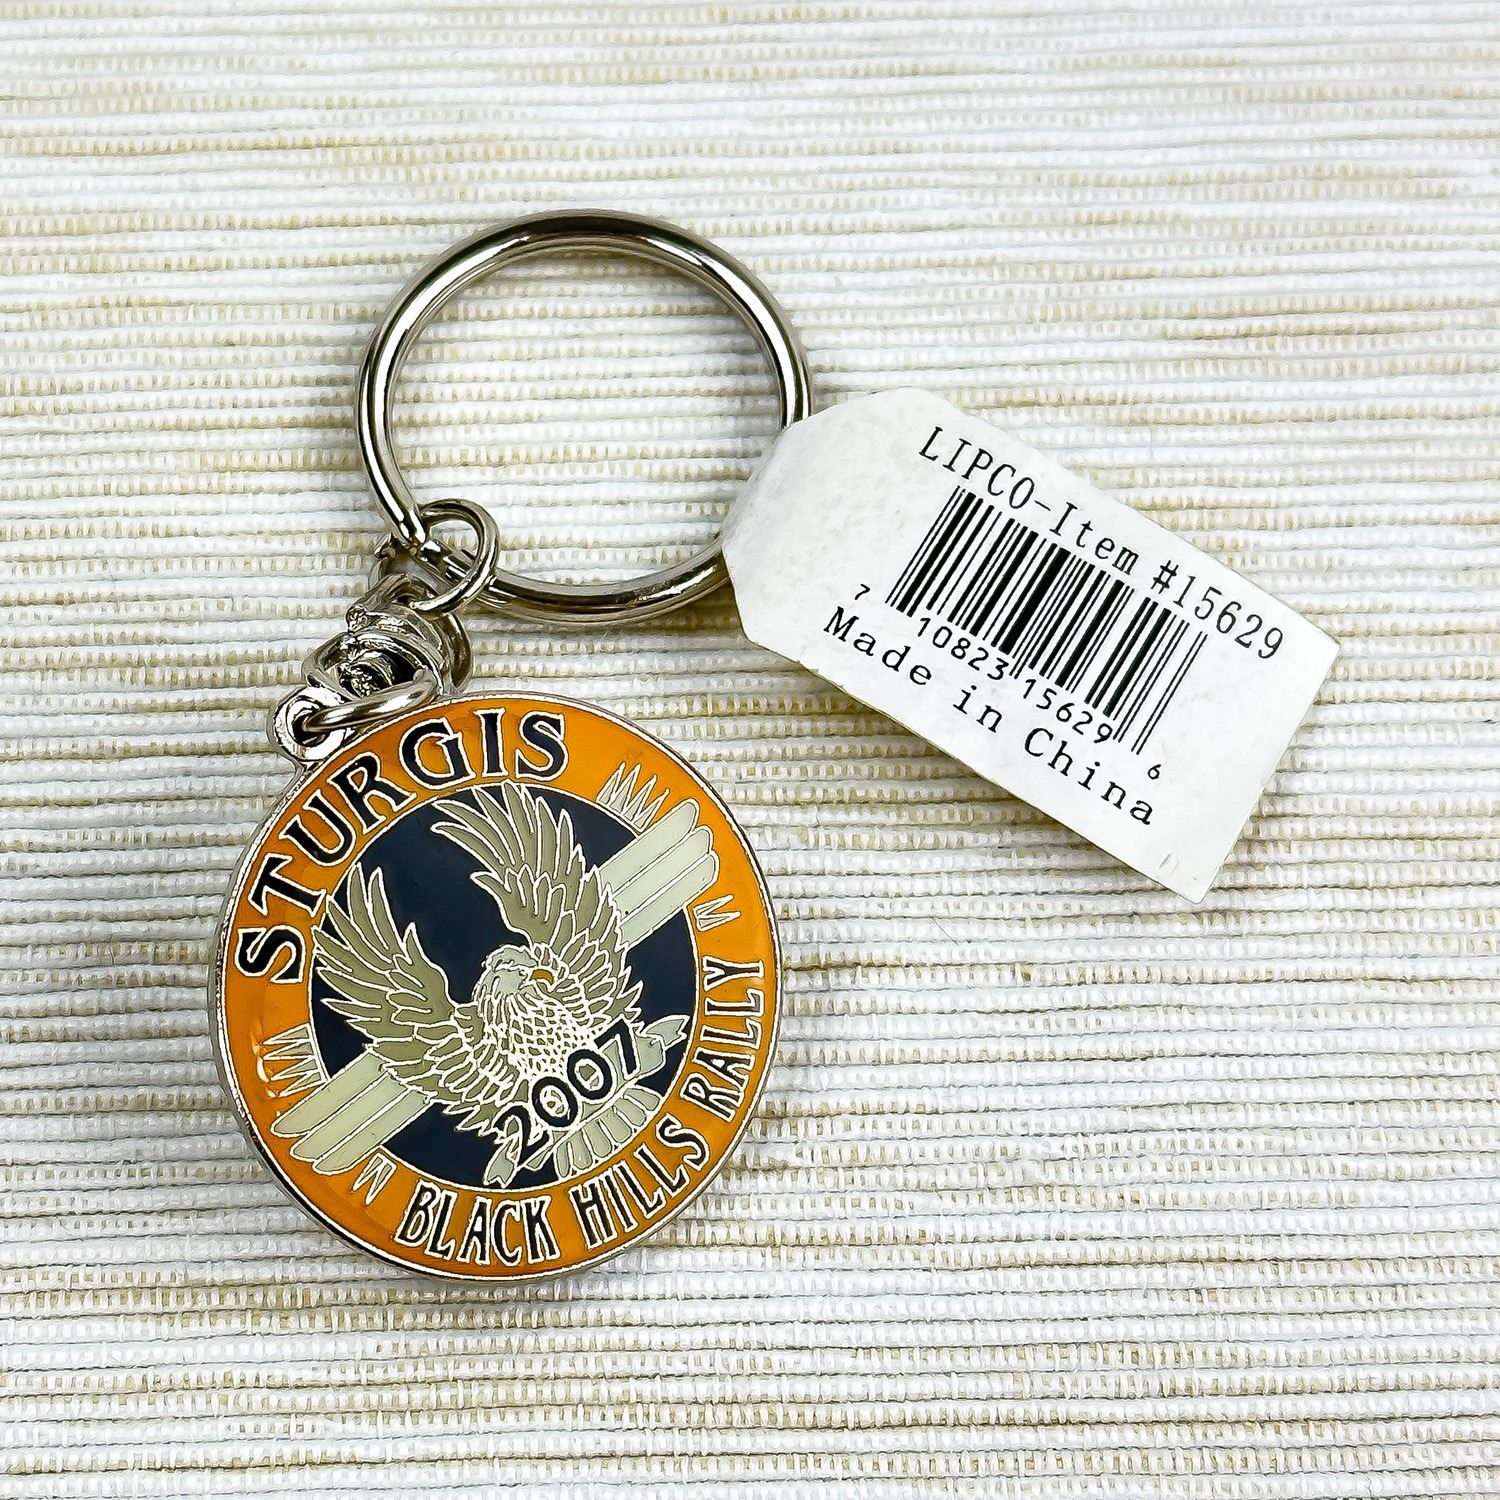 STURGIS
2007
BLACK HILLS RALLY
LIPCO-Item #15629
7 10823 15629 6
Made in China